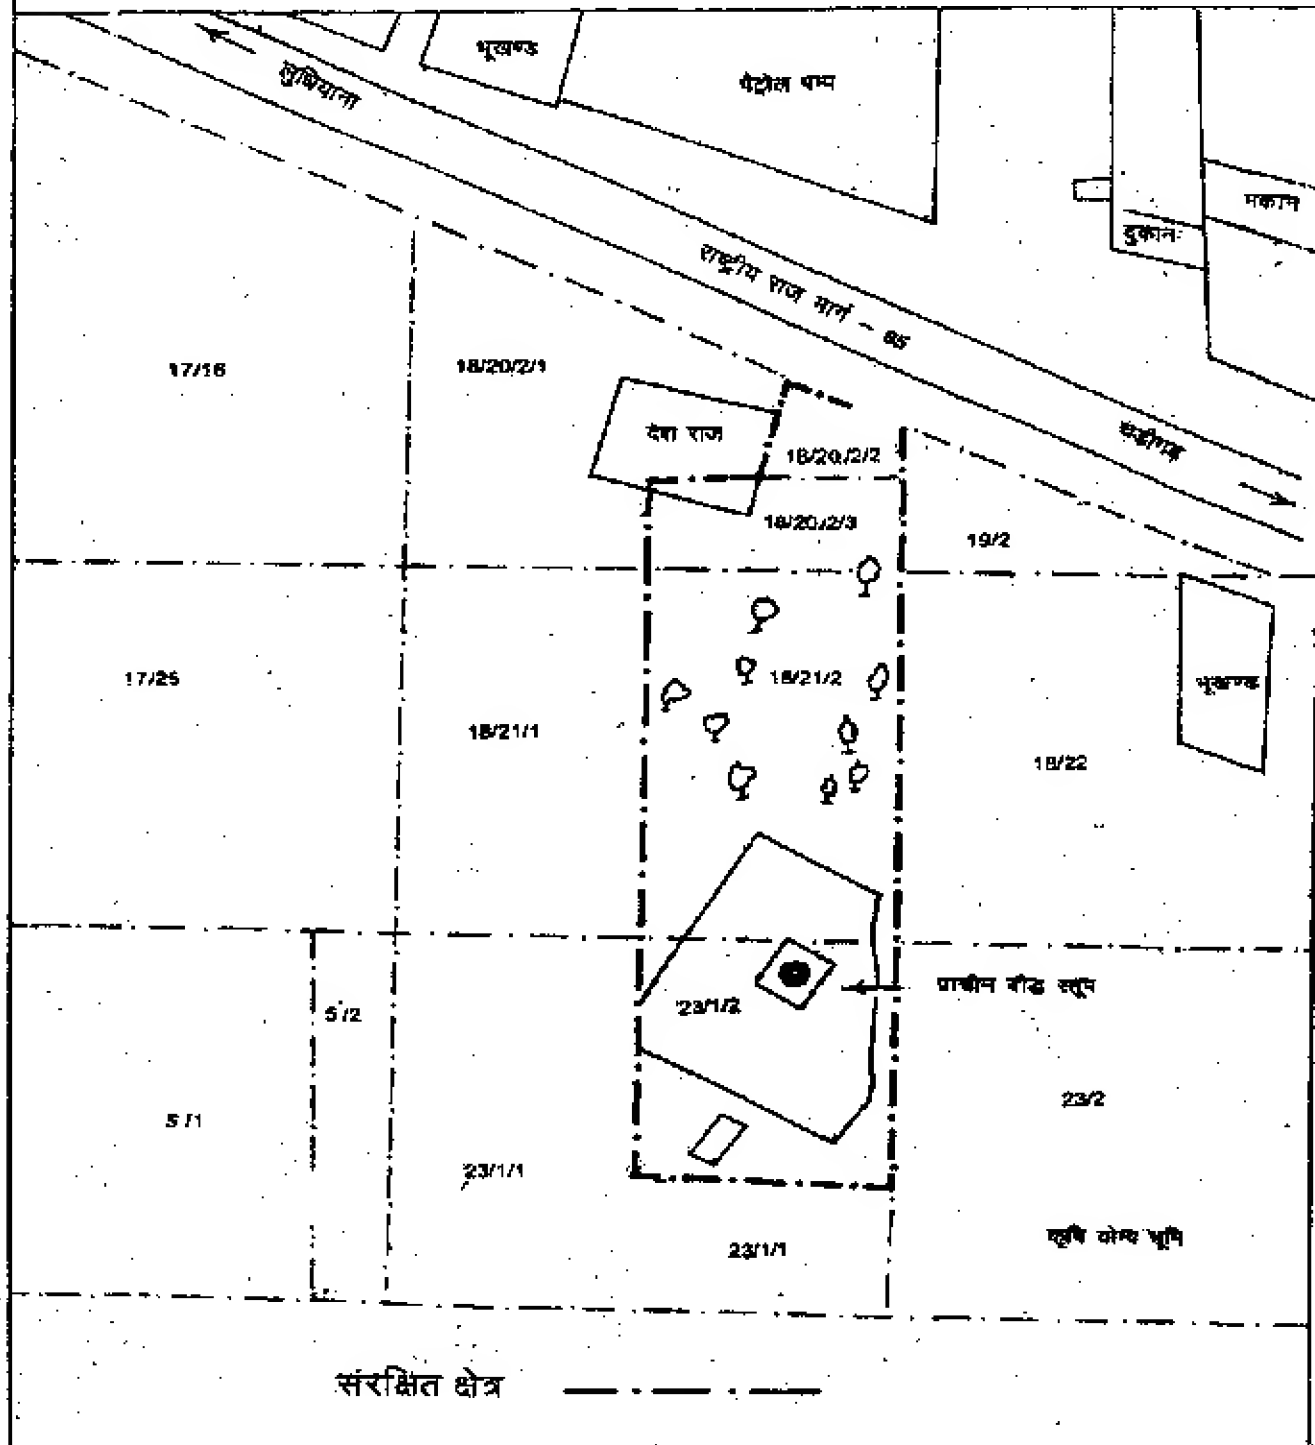 भूखण्ड
पैट्रोल पम्प
लुधियाना
मकान
दुकान
राष्ट्रीय राज मार्ग - 95
17/16
18/20/2/1
देश राज
18/20/2/2
चडीगढ़
18/20/2/3
19/2
17/25
18/21/2
भूखण्ड
18/21/1
18/22
प्राचीन बौद्ध स्तूप
5/2
23/1/2
5/1
23/2
23/1/1
23/1/1
कृषि योग्य भूमि
संरक्षित क्षेत्र